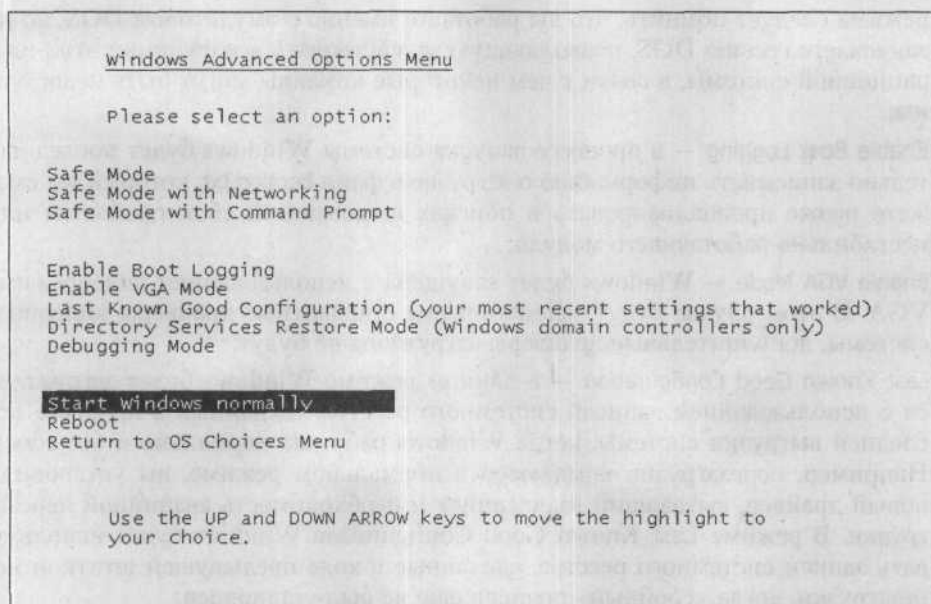 Windows Advanced Options Menu
Please select an option:
Safe Mode
Safe Mode with Networking
Safe Mode with Command Prompt
Enable Boot Logging
Enable VGA Mode
Last Known Good Configuration (your most recent settings that worked)
Directory Services Restore Mode (Windows domain controllers only)
Debugging Mode
Start Windows normally
Reboot
Return to OS Choices Menu
Use the UP and DOWN ARROW keys to move the highlight to
your choice.